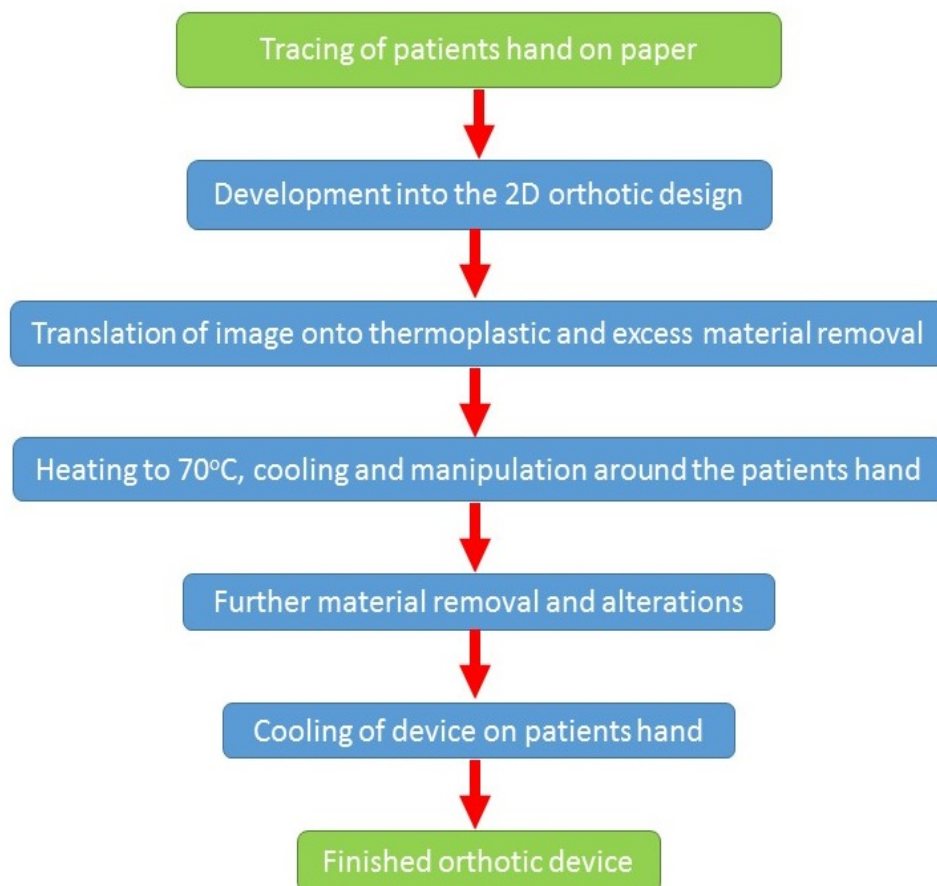 Tracing of patients hand on paper
Development into the 2D orthotic design
Translation of image onto thermoplastic and excess material removal
Heating to 70°C, cooling and manipulation around the patients hand
Further material removal and alterations
Cooling of device on patients hand
Finished orthotic device